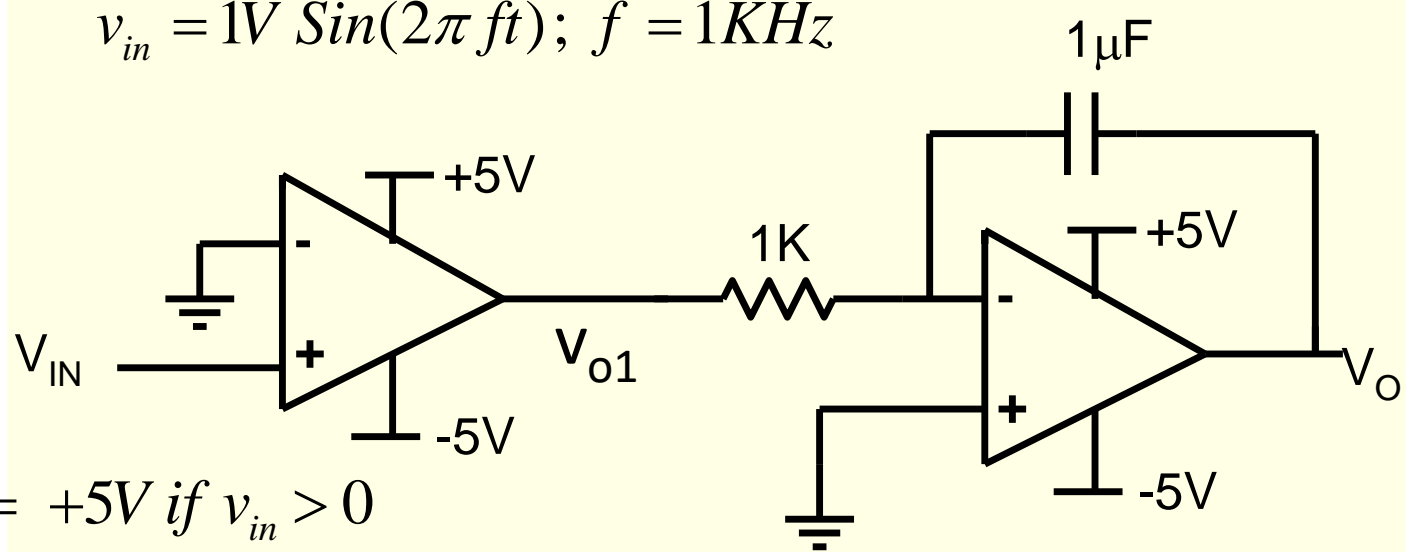 v_in = 1V Sin(2π ft); f = 1KHz
1μF
+5V
+5V
1K
-
-
V_IN
+
v_o1
V_O
+
-5V
-5V
= +5V if v_in > 0